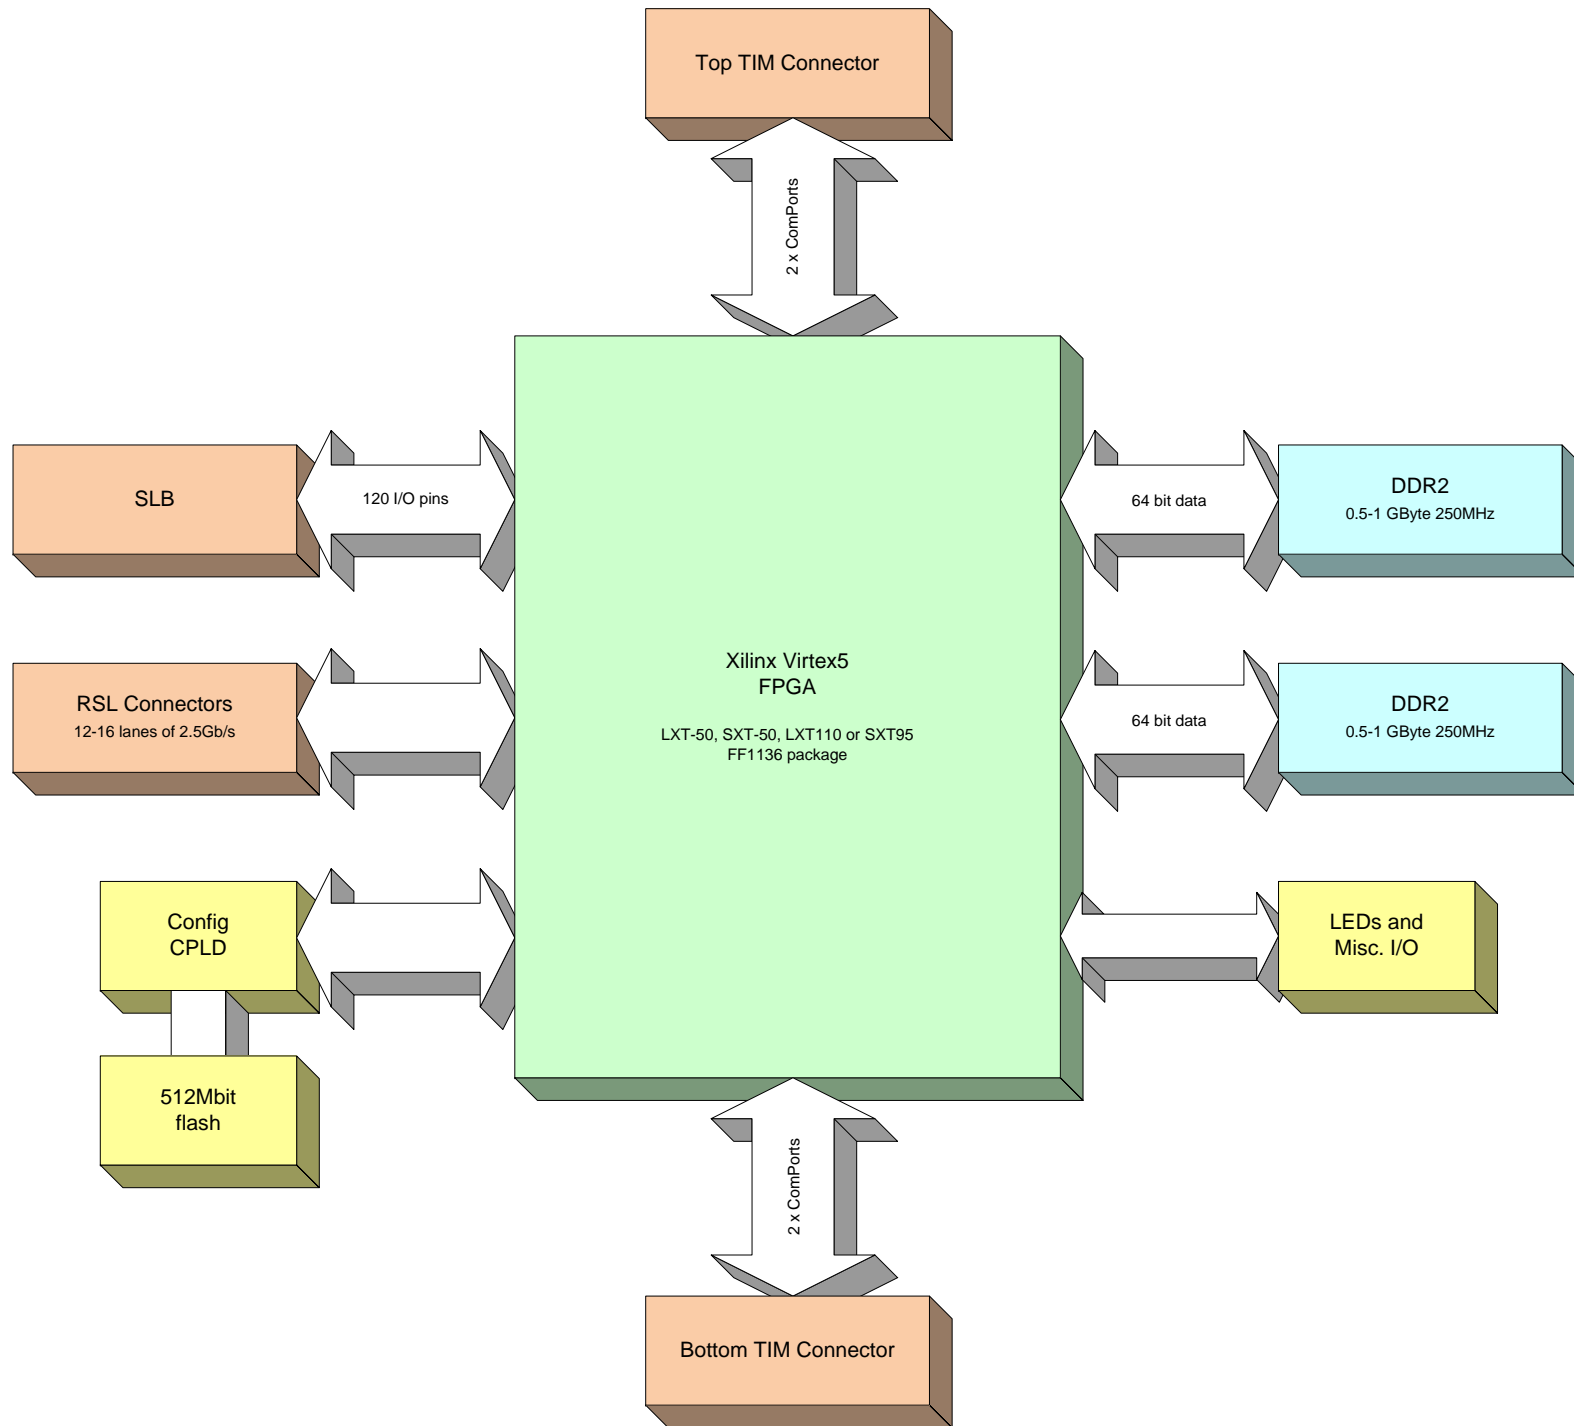 Top TIM Connector
2 x ComPorts
SLB
120 I/O pins
64 bit data
DDR2
0.5-1 GByte 250MHz
RSL Connectors
12-16 lanes of 2.5Gb/s
Xilinx Virtex5
FPGA
LXT-50, SXT-50, LXT110 or SXT95
FF1136 package
64 bit data
DDR2
0.5-1 GByte 250MHz
Config
CPLD
LEDs and
Misc. I/O
512Mbit
flash
2 x ComPorts
Bottom TIM Connector